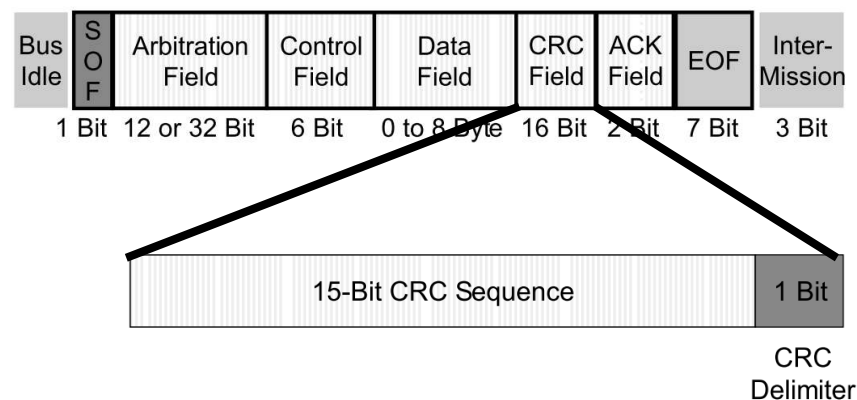 Bus Idle
SOF
Arbitration Field
Control Field
Data Field
CRC Field
ACK Field
EOF
Inter-Mission
1 Bit 12 or 32 Bit 6 Bit 0 to 8 Byte 16 Bit 2 Bit 7 Bit 3 Bit
15-Bit CRC Sequence
1 Bit
CRC
Delimiter